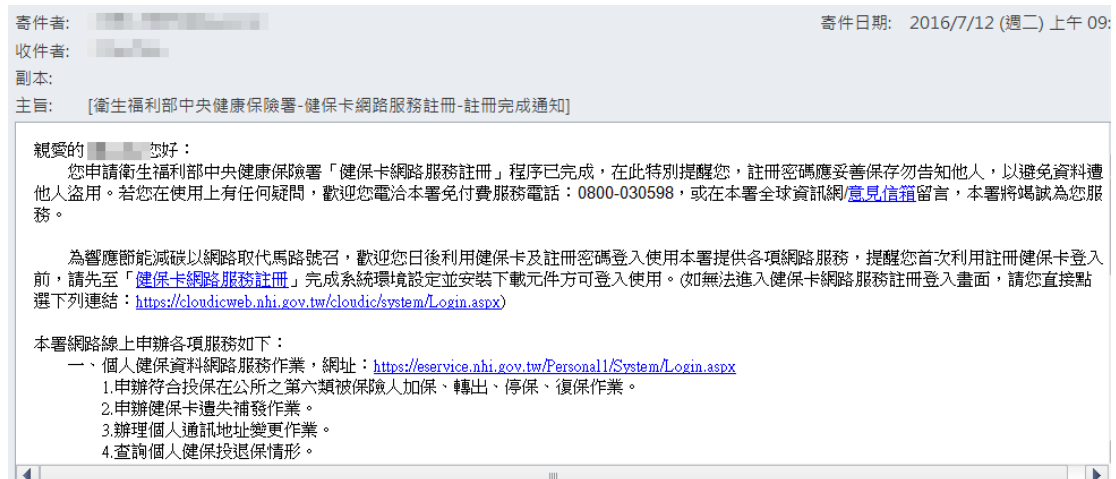 寄件者:
寄件日期: 2016/7/12 (週二) 上午 09:
收件者:
副本:
主旨: [衛生福利部中央健康保險署-健保卡網路服務註冊-註冊完成通知]
親愛的 您好：
您申請衛生福利部中央健康保險署「健保卡網路服務註冊」程序已完成，在此特別提醒您，註冊密碼應妥善保存勿告知他人，以避免資料遭
他人盜用。若您在使用上有任何疑問，歡迎您電洽本署免付費服務電話：0800-030598，或在本署全球資訊網/意見信箱留言，本署將竭誠為您服
務。
為響應節能減碳以網路取代馬路號召，歡迎您日後利用健保卡及註冊密碼登入使用本署提供各項網路服務，提醒您首次利用註冊健保卡登入
前，請先至「健保卡網路服務註冊」完成系統環境設定並安裝下載元件方可登入使用。(如無法進入健保卡網路服務註冊登入畫面，請您直接點
選下列連結：https://cloudicweb.nhi.gov.tw/cloudic/system/Login.aspx)
本署網路線上申辦各項服務如下：
一、個人健保資料網路服務作業，網址：https://eservice.nhi.gov.tw/Personal1/System/Login.aspx
1.申辦符合投保在公所之第六類被保險人加保、轉出、停保、復保作業。
2.申辦健保卡遺失補發作業。
3.辦理個人通訊地址變更作業。
4.查詢個人健保投退保情形。